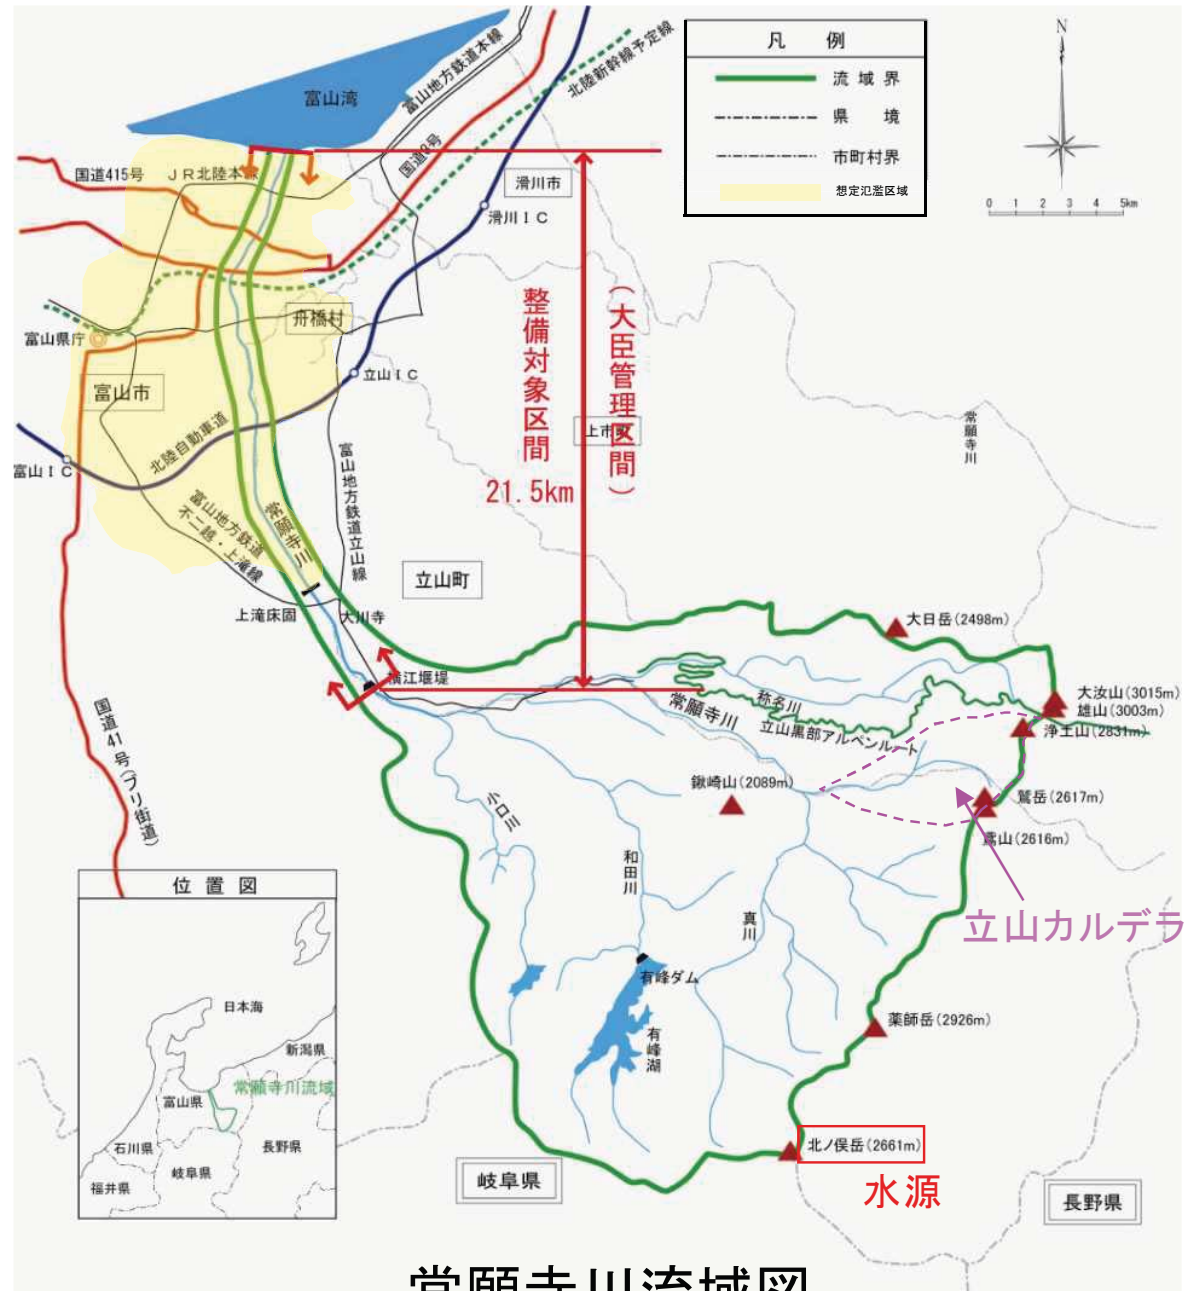 凡 例
流域界
県 境
市町村界
想定氾濫区域
N
0 1 2 3 4 5km
富山湾
富山地方鉄道本線
北陸新幹線予定線
国道8号
国道415号
JR北陸本線
滑川市
滑川IC
舟橋村
富山県庁
富山市
立山IC
北陸自動車道
富山IC
富山地方鉄道
不二越・上滝線
常願寺川
富山地方鉄道立山線
整備対象区間
(大臣管理区間)
21.5km
上市町
常願寺川
立山町
上滝床固
大川寺
横江堰堤
国道41号(ブリ街道)
大日岳(2498m)
大汝山(3015m)
雄山(3003m)
浄土山(2831m)
称名川
常願寺川
立山黒部アルペンルート
鍬崎山(2089m)
鷲岳(2617m)
鳶山(2616m)
立山カルデラ
小口川
和田川
真川
有峰ダム
有峰湖
薬師岳(2926m)
北ノ俣岳(2661m)
水源
岐阜県
長野県
位置図
日本海
新潟県
常願寺川流域
富山県
石川県
長野県
岐阜県
福井県
常願寺川流域図